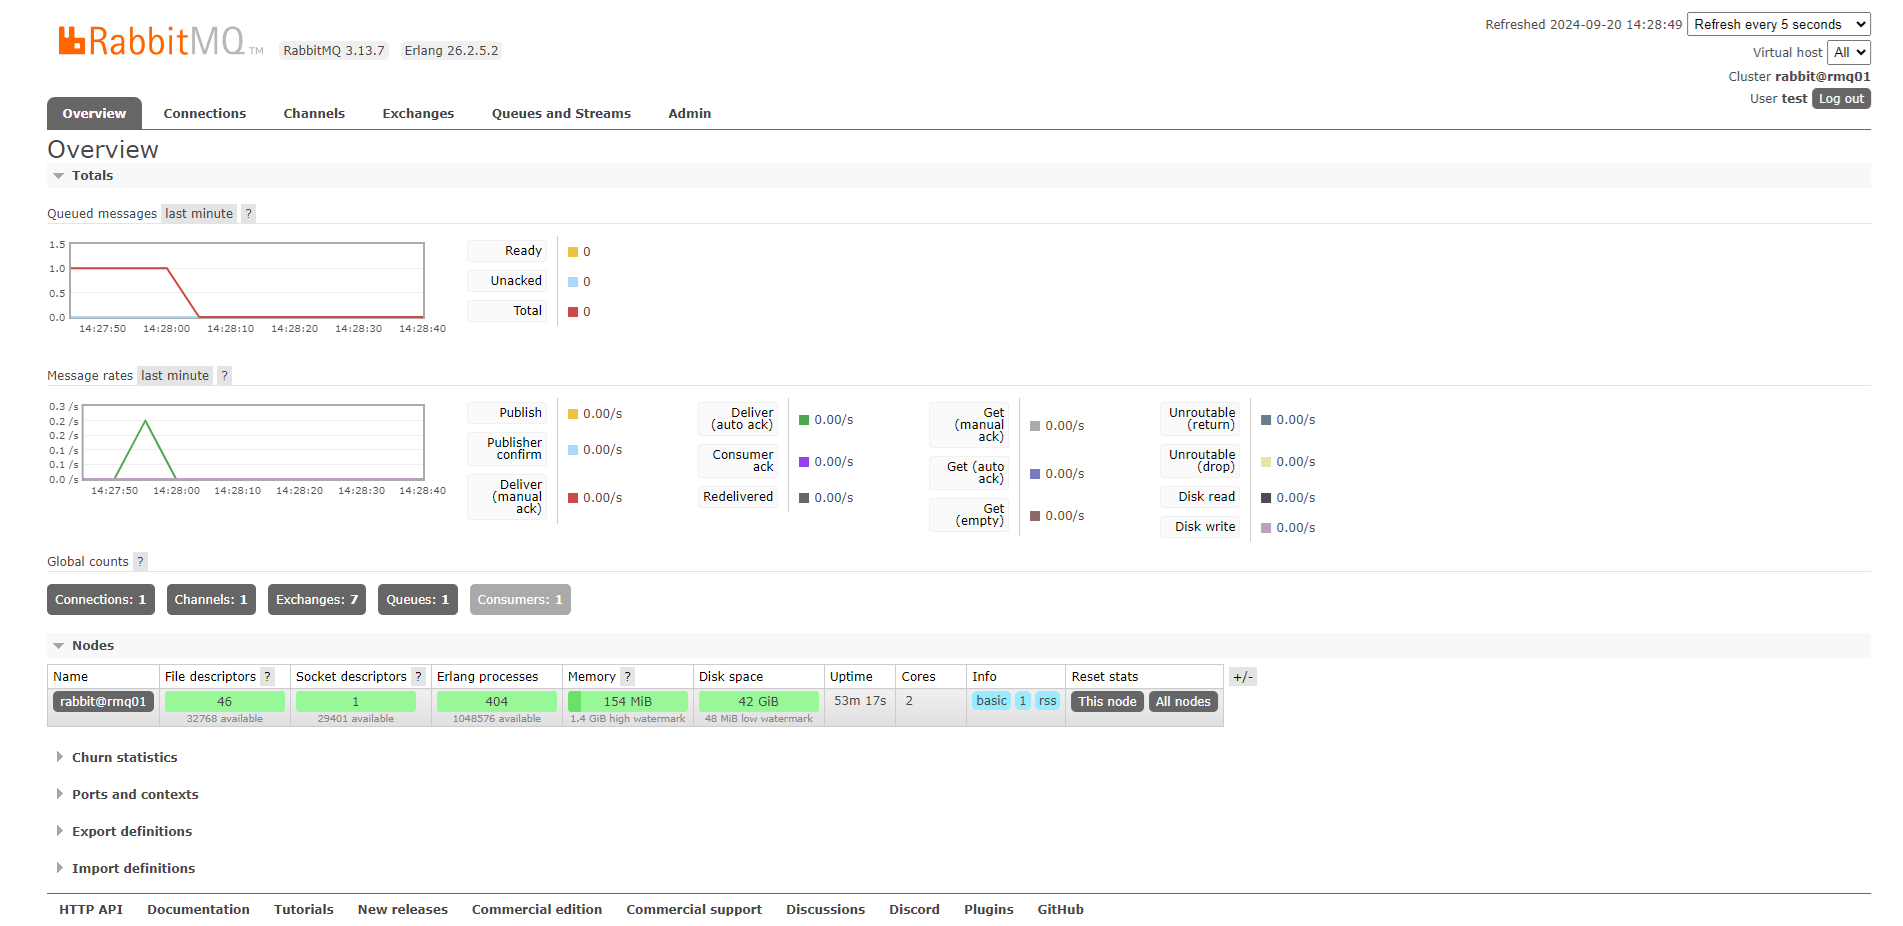 RabbitMQ TM RabbitMQ 3.13.7 Erlang 26.2.5.2
Refreshed 2024-09-20 14:28:49 Refresh every 5 seconds
Virtual host All
Cluster rabbit@rmq01
User test Log out
Overview Connections Channels Exchanges Queues and Streams Admin
Overview
Totals
Queued messages last minute ?
1.5
1.0
0.5
0.0
14:27:50 14:28:00 14:28:10 14:28:20 14:28:30 14:28:40
Ready 0
Unacked 0
Total 0
Message rates last minute ?
0.3 /s
0.2 /s
0.2 /s
0.1 /s
0.1 /s
0.0 /s
14:27:50 14:28:00 14:28:10 14:28:20 14:28:30 14:28:40
Publish 0.00/s
Publisher
confirm 0.00/s
Deliver
(manual 0.00/s
ack)
Deliver
(auto ack) 0.00/s
Consumer
ack 0.00/s
Redelivered 0.00/s
Get
(manual 0.00/s
ack)
Get (auto
ack) 0.00/s
Get
(empty) 0.00/s
Unroutable
(return) 0.00/s
Unroutable
(drop) 0.00/s
Disk read 0.00/s
Disk write 0.00/s
Global counts ?
Connections: 1 Channels: 1 Exchanges: 7 Queues: 1 Consumers: 1
Nodes
Name File descriptors ? Socket descriptors ? Erlang processes Memory ? Disk space Uptime Cores Info Reset stats +/-
rabbit@rmq01 46 1 404 154 MiB 42 GiB 53m 17s 2 basic 1 rss This node All nodes
32768 available 29401 available 1048576 available 1.4 GiB high watermark 48 MiB low watermark
Churn statistics
Ports and contexts
Export definitions
Import definitions
HTTP API Documentation Tutorials New releases Commercial edition Commercial support Discussions Discord Plugins GitHub